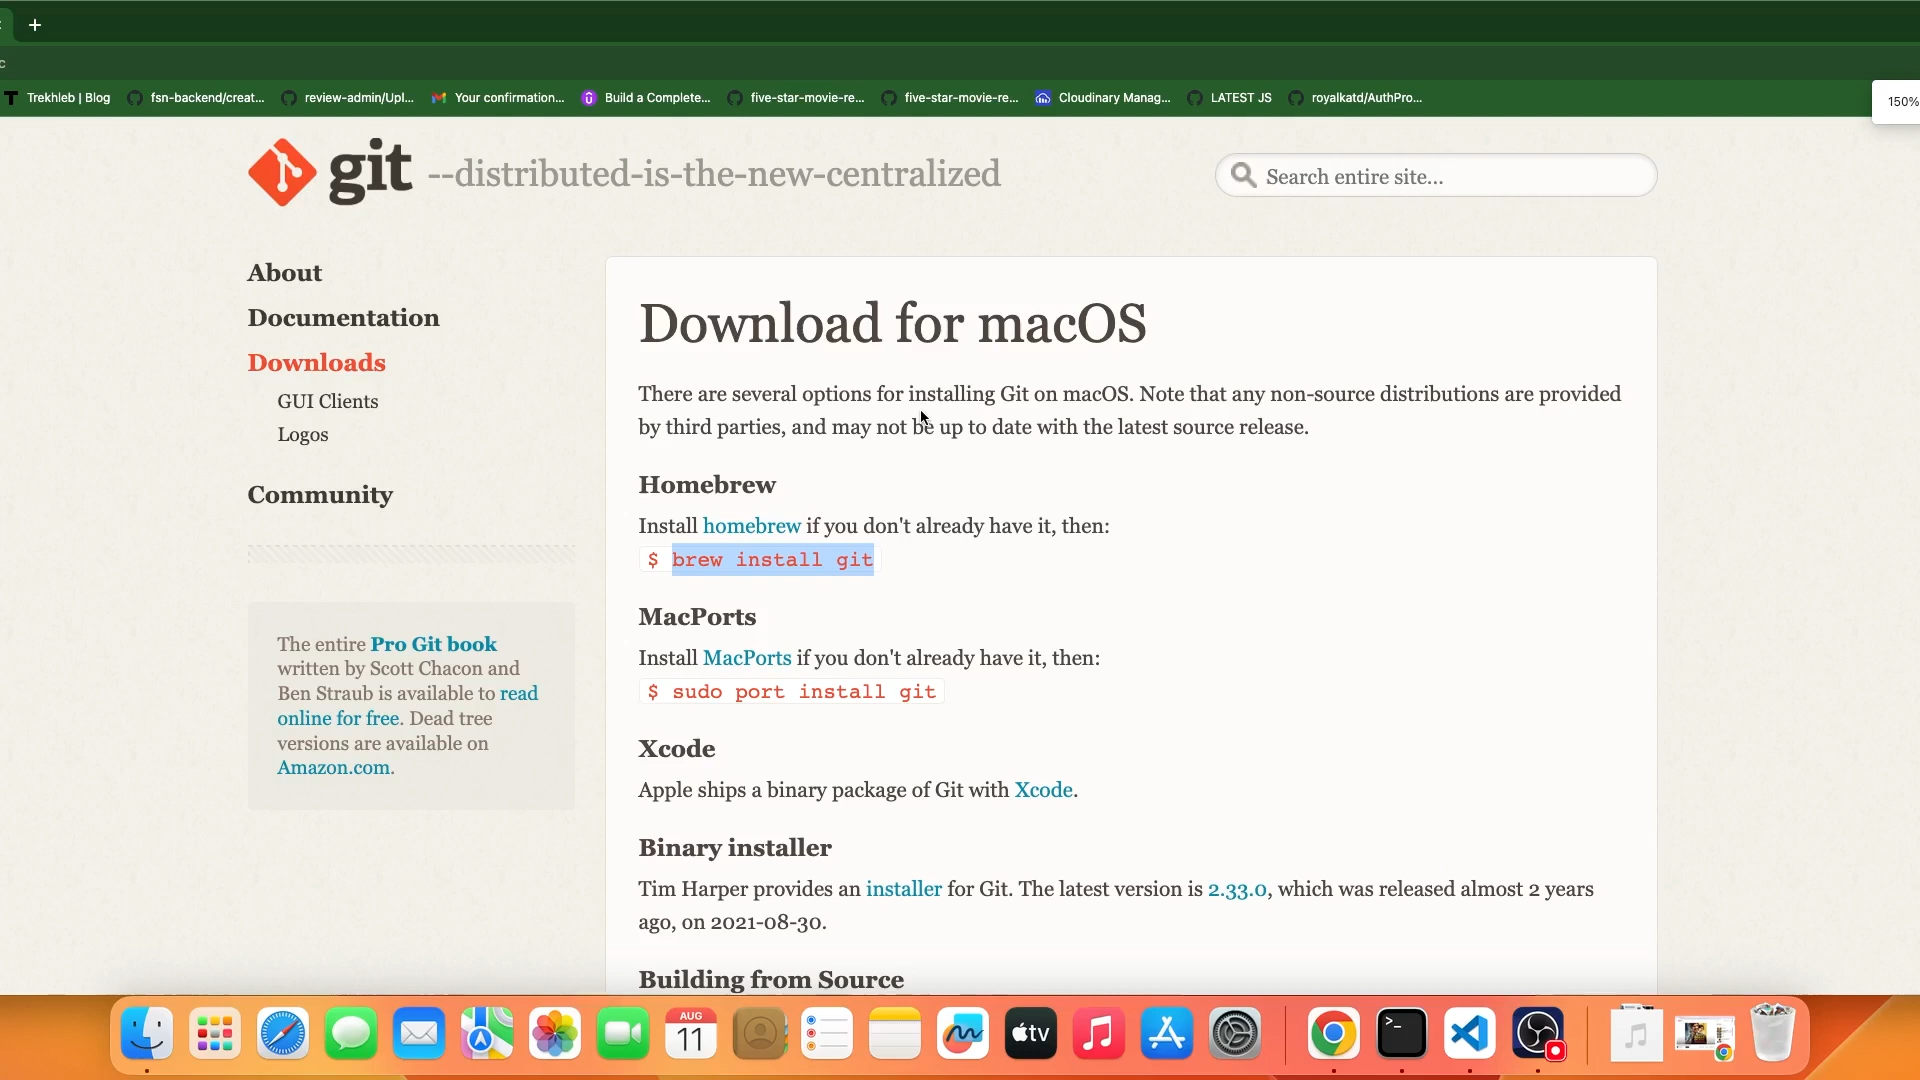 +
c
Trekhleb | Blog
fsn-backend/creat...
review-admin/Upl...
Your confirmation...
Build a Complete...
five-star-movie-re...
five-star-movie-re...
Cloudinary Manag...
LATEST JS
royalkatd/AuthPro...
150%
git --distributed-is-the-new-centralized
Search entire site...
About
Documentation
Downloads
GUI Clients
Logos
Community
The entire Pro Git book
written by Scott Chacon and
Ben Straub is available to read
online for free. Dead tree
versions are available on
Amazon.com.
Download for macOS
There are several options for installing Git on macOS. Note that any non-source distributions are provided
by third parties, and may not be up to date with the latest source release.
Homebrew
Install homebrew if you don't already have it, then:
$ brew install git
MacPorts
Install MacPorts if you don't already have it, then:
$ sudo port install git
Xcode
Apple ships a binary package of Git with Xcode.
Binary installer
Tim Harper provides an installer for Git. The latest version is 2.33.0, which was released almost 2 years
ago, on 2021-08-30.
Building from Source
AUG
11
tv
>_